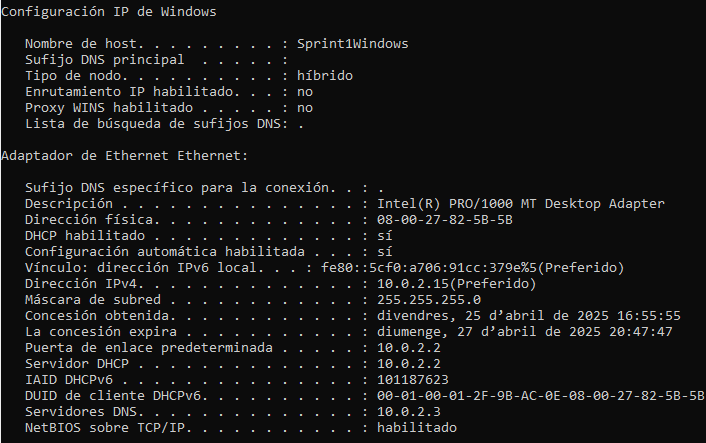 Configuración IP de Windows
Nombre de host. . . . . . . . . : Sprint1Windows
Sufijo DNS principal  . . . . . :
Tipo de nodo. . . . . . . . . . : híbrido
Enrutamiento IP habilitado. . . : no
Proxy WINS habilitado . . . . . : no
Lista de búsqueda de sufijos DNS: .
Adaptador de Ethernet Ethernet:
Sufijo DNS específico para la conexión. . : .
Descripción . . . . . . . . . . . . . . . : Intel(R) PRO/1000 MT Desktop Adapter
Dirección física. . . . . . . . . . . . . : 08-00-27-82-5B-5B
DHCP habilitado . . . . . . . . . . . . . : sí
Configuración automática habilitada . . . : sí
Vínculo: dirección IPv6 local. . . : fe80::5cf0:a706:91cc:379e%5(Preferido)
Dirección IPv4. . . . . . . . . . . . . . : 10.0.2.15(Preferido)
Máscara de subred . . . . . . . . . . . . : 255.255.255.0
Concesión obtenida. . . . . . . . . . . . : divendres, 25 d’abril de 2025 16:55:55
La concesión expira . . . . . . . . . . . : diumenge, 27 d’abril de 2025 20:47:47
Puerta de enlace predeterminada . . . . . : 10.0.2.2
Servidor DHCP . . . . . . . . . . . . . . : 10.0.2.2
IAID DHCPv6 . . . . . . . . . . . . . . . : 101187623
DUID de cliente DHCPv6. . . . . . . . . . : 00-01-00-01-2F-9B-AC-0E-08-00-27-82-5B-5B
Servidores DNS. . . . . . . . . . . . . . : 10.0.2.3
NetBIOS sobre TCP/IP. . . . . . . . . . . : habilitado